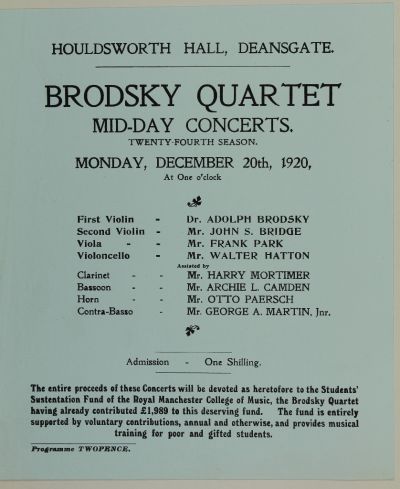 HOULDSWORTH HALL, DEANSGATE.
BRODSKY QUARTET
MID-DAY CONCERTS.
TWENTY-FOURTH SEASON.
MONDAY, DECEMBER 20th, 1920,
At One o'clock
First Violin - Dr. ADOLPH BRODSKY
Second Violin - Mr. JOHN S. BRIDGE
Viola - Mr. FRANK PARK
Violoncello - Mr. WALTER HATTON
Assisted by
Clarinet - - Mr. HARRY MORTIMER
Bassoon - - Mr. ARCHIE L. CAMDEN
Horn - - Mr. OTTO PAERSCH
Contra-Basso - Mr. GEORGE A. MARTIN, Jnr.
Admission - One Shilling.
The entire proceeds of these Concerts will be devoted as heretofore to the Students'
Sustentation Fund of the Royal Manchester College of Music, the Brodsky Quartet
having already contributed £1,989 to this deserving fund. The fund is entirely
supported by voluntary contributions, annual and otherwise, and provides musical
training for poor and gifted students.
Programme TWOPENCE.